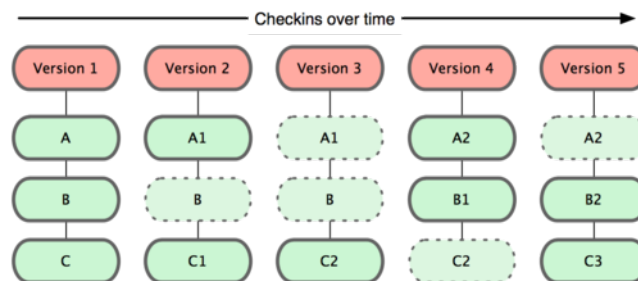 Checkins over time
Version 1 Version 2 Version 3 Version 4 Version 5
A A1 A1 A2 A2
B B B B1 B2
C C1 C2 C2 C3